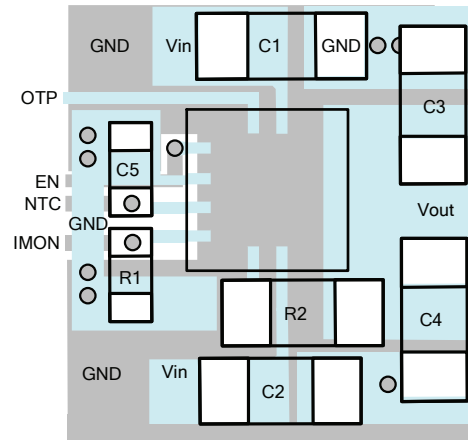 GND Vin C1 GND
OTP
C3
C5
EN
NTC
GND
Vout
IMON
R1
R2
C4
GND Vin C2